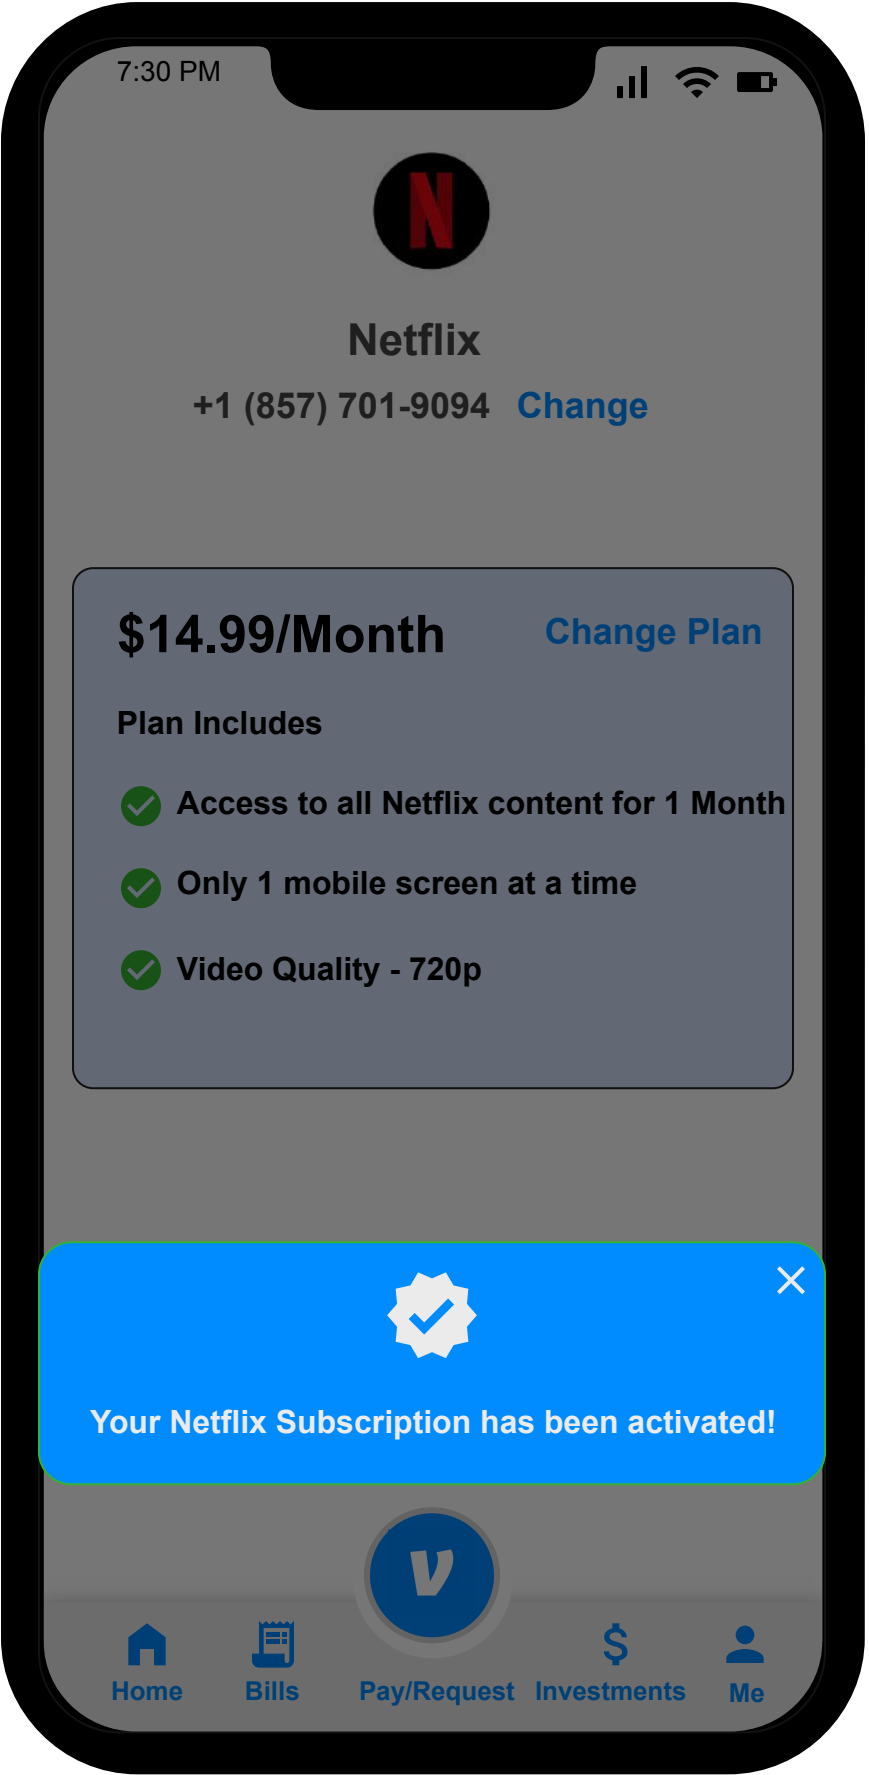 7:30 PM
N
Netflix
+1 (857) 701-9094 Change
$14.99/Month Change Plan
Plan Includes
Access to all Netflix content for 1 Month
Only 1 mobile screen at a time
Video Quality - 720p
Your Netflix Subscription has been activated!
v
$
Home Bills Pay/Request Investments Me